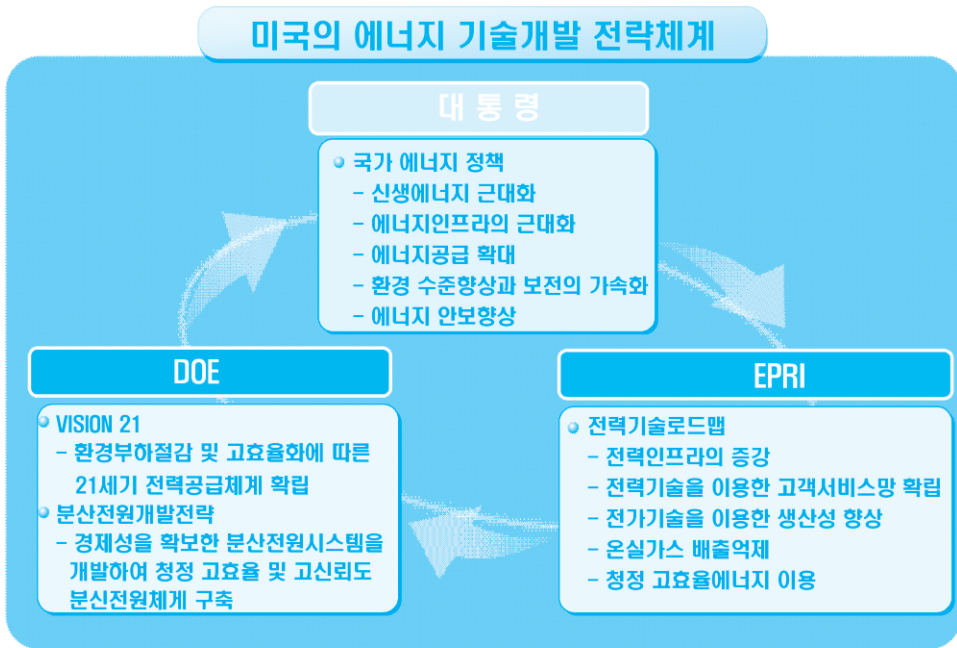 미국의 에너지 기술개발 전략체계
대통령
국가 에너지 정책
- 신생에너지 근대화
- 에너지인프라의 근대화
- 에너지공급 확대
- 환경 수준향상과 보전의 가속화
- 에너지 안보향상
DOE
VISION 21
- 환경부하절감 및 고효율화에 따른
21세기 전력공급체계 확립
분산전원개발전략
- 경제성을 확보한 분산전원시스템을
개발하여 청정 고효율 및 고신뢰도
분신전원체게 구축
EPRI
전력기술로드맵
- 전력인프라의 증강
- 전력기술을 이용한 고객서비스망 확립
- 전가기술을 이용한 생산성 향상
- 온실가스 배출억제
- 청정 고효율에너지 이용